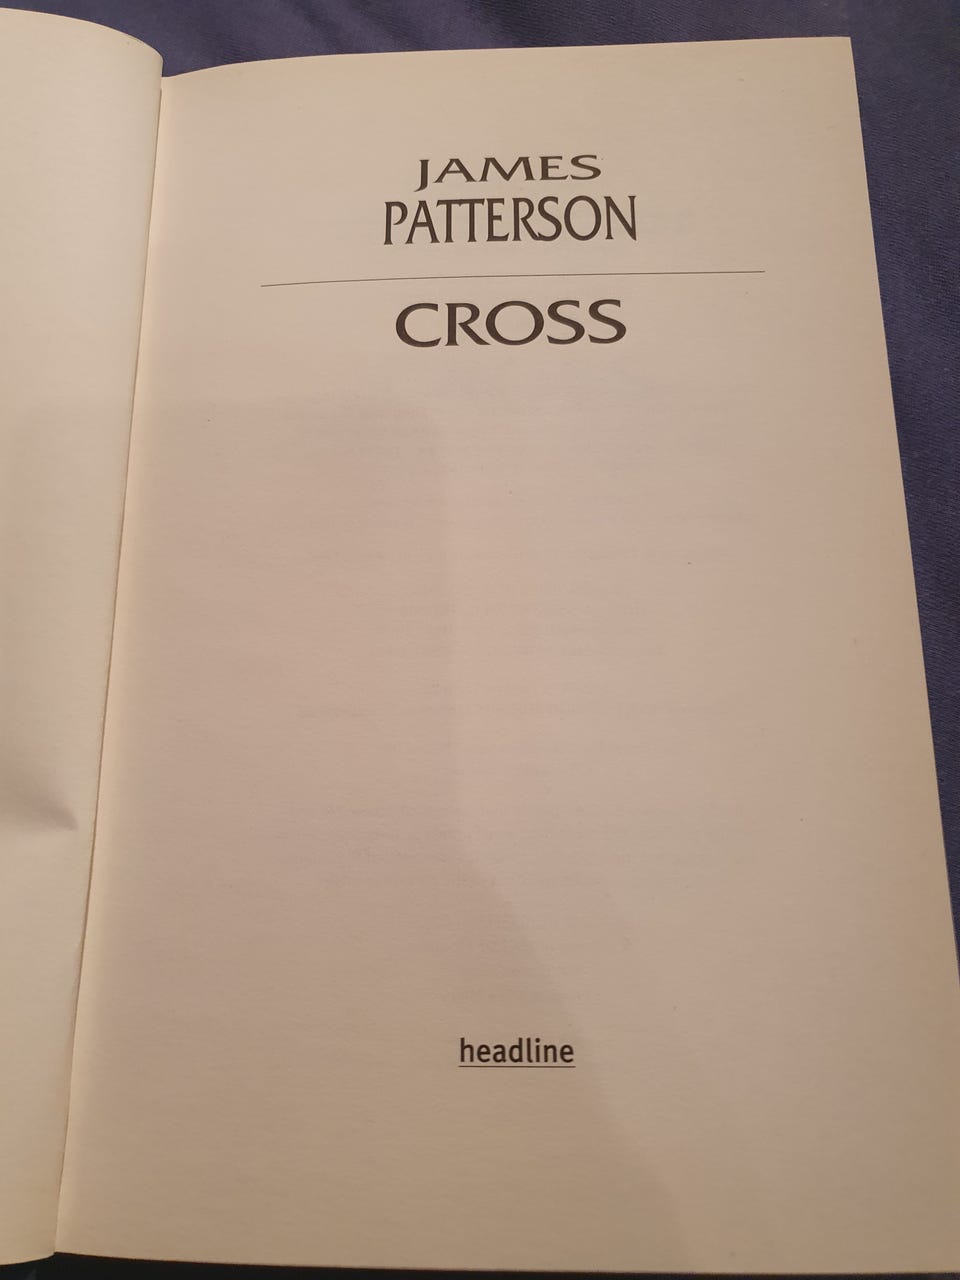 JAMES
PATTERSON
CROSS
headline